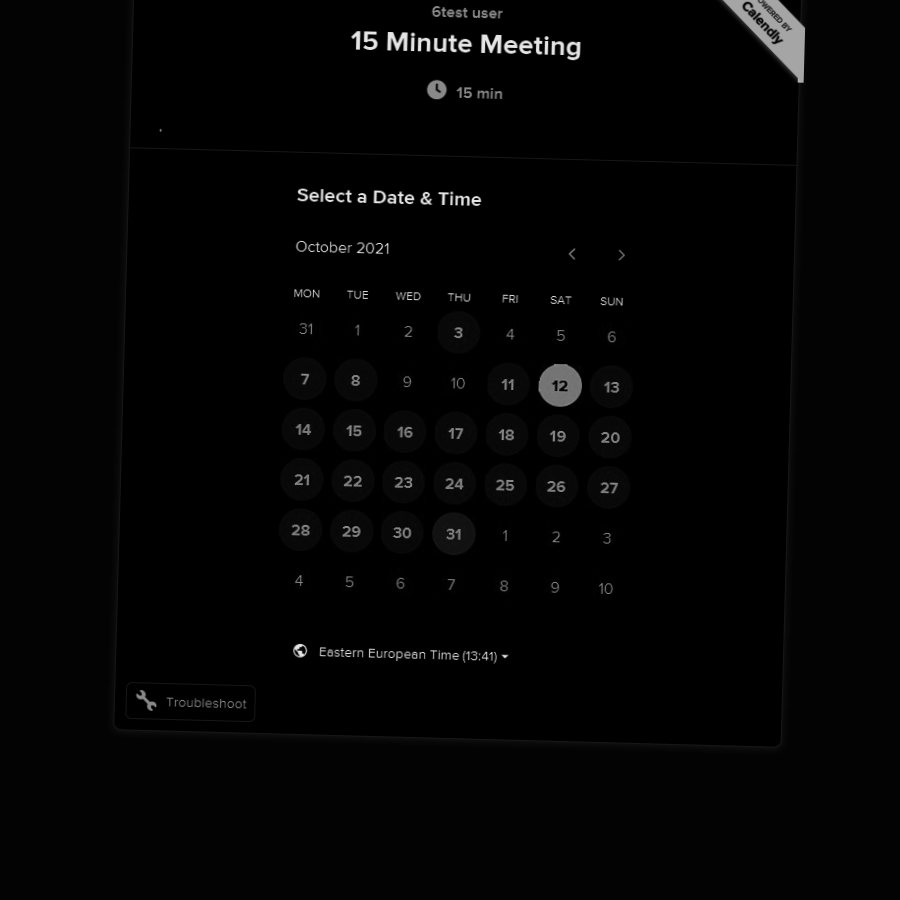 6test user
15 Minute Meeting
15 min
POWERED BY
Calendly
Select a Date & Time
October 2021
MON TUE WED THU FRI SAT SUN
31 1 2 3 4 5 6
7 8 9 10 11 12 13
14 15 16 17 18 19 20
21 22 23 24 25 26 27
28 29 30 31 1 2 3
4 5 6 7 8 9 10
Eastern European Time (13:41)
Troubleshoot